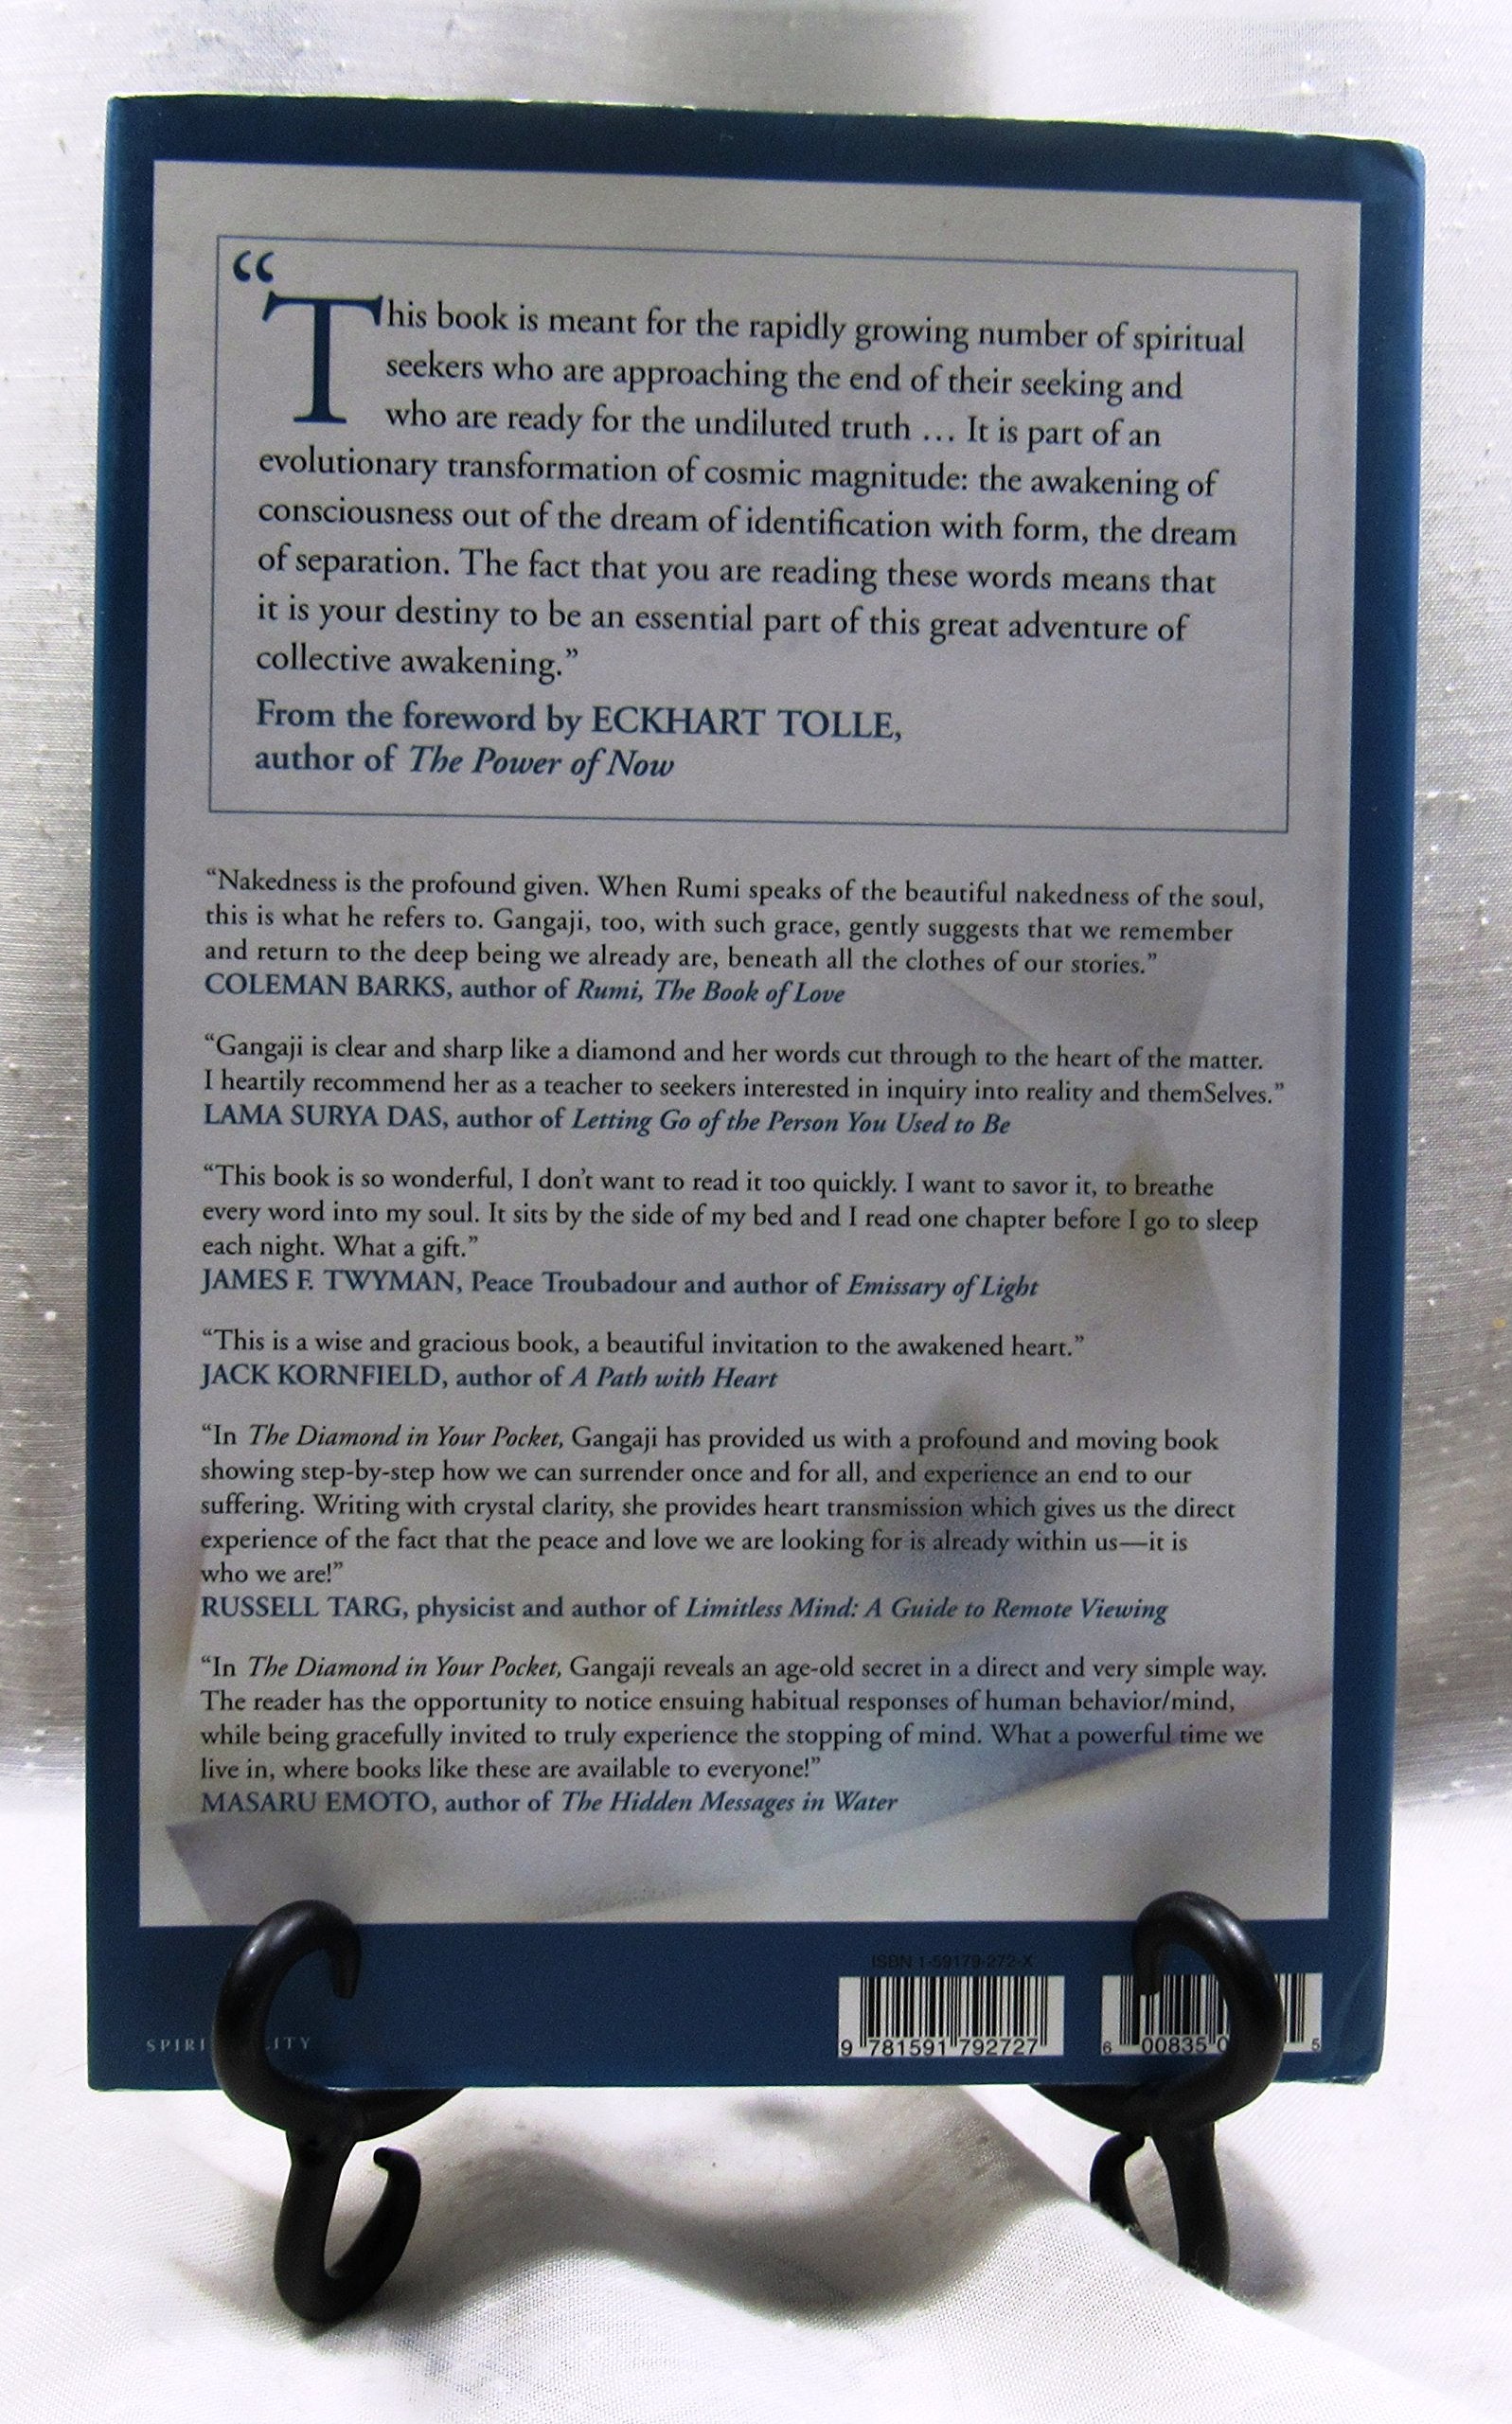 “This book is meant for the rapidly growing number of spiritual
seekers who are approaching the end of their seeking and
who are ready for the undiluted truth … It is part of an
evolutionary transformation of cosmic magnitude: the awakening of
consciousness out of the dream of identification with form, the dream
of separation. The fact that you are reading these words means that
it is your destiny to be an essential part of this great adventure of
collective awakening.”
From the foreword by ECKHART TOLLE,
author of The Power of Now
“Nakedness is the profound given. When Rumi speaks of the beautiful nakedness of the soul,
this is what he refers to. Gangaji, too, with such grace, gently suggests that we remember
and return to the deep being we already are, beneath all the clothes of our stories.”
COLEMAN BARKS, author of Rumi, The Book of Love
“Gangaji is clear and sharp like a diamond and her words cut through to the heart of the matter.
I heartily recommend her as a teacher to seekers interested in inquiry into reality and themSelves.”
LAMA SURYA DAS, author of Letting Go of the Person You Used to Be
“This book is so wonderful, I don’t want to read it too quickly. I want to savor it, to breathe
every word into my soul. It sits by the side of my bed and I read one chapter before I go to sleep
each night. What a gift.”
JAMES F. TWYMAN, Peace Troubadour and author of Emissary of Light
“This is a wise and gracious book, a beautiful invitation to the awakened heart.”
JACK KORNFIELD, author of A Path with Heart
“In The Diamond in Your Pocket, Gangaji has provided us with a profound and moving book
showing step-by-step how we can surrender once and for all, and experience an end to our
suffering. Writing with crystal clarity, she provides heart transmission which gives us the direct
experience of the fact that the peace and love we are looking for is already within us—it is
who we are!”
RUSSELL TARG, physicist and author of Limitless Mind: A Guide to Remote Viewing
“In The Diamond in Your Pocket, Gangaji reveals an age-old secret in a direct and very simple way.
The reader has the opportunity to notice ensuing habitual responses of human behavior/mind,
while being gracefully invited to truly experience the stopping of mind. What a powerful time we
live in, where books like these are available to everyone!”
MASARU EMOTO, author of The Hidden Messages in Water
ISBN 1-59179-272-X
9 781591 792727
6 00835 0 5